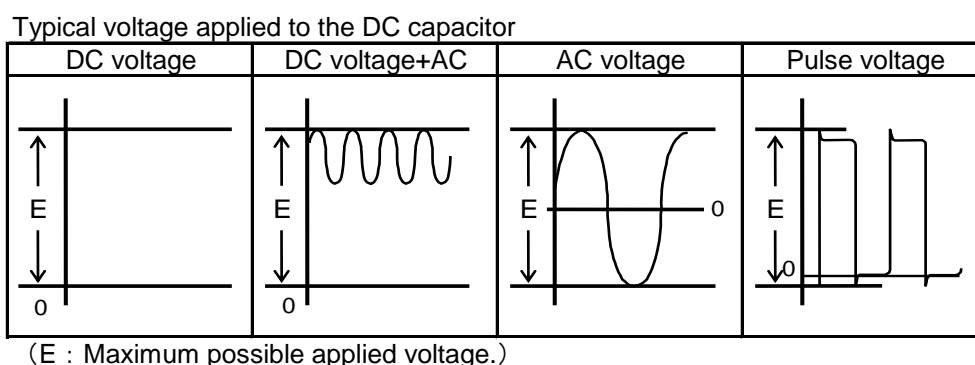 Typical voltage applied to the DC capacitor
DC voltage DC voltage+AC AC voltage Pulse voltage
E E E E
0 0 0 0
（E：Maximum possible applied voltage.）